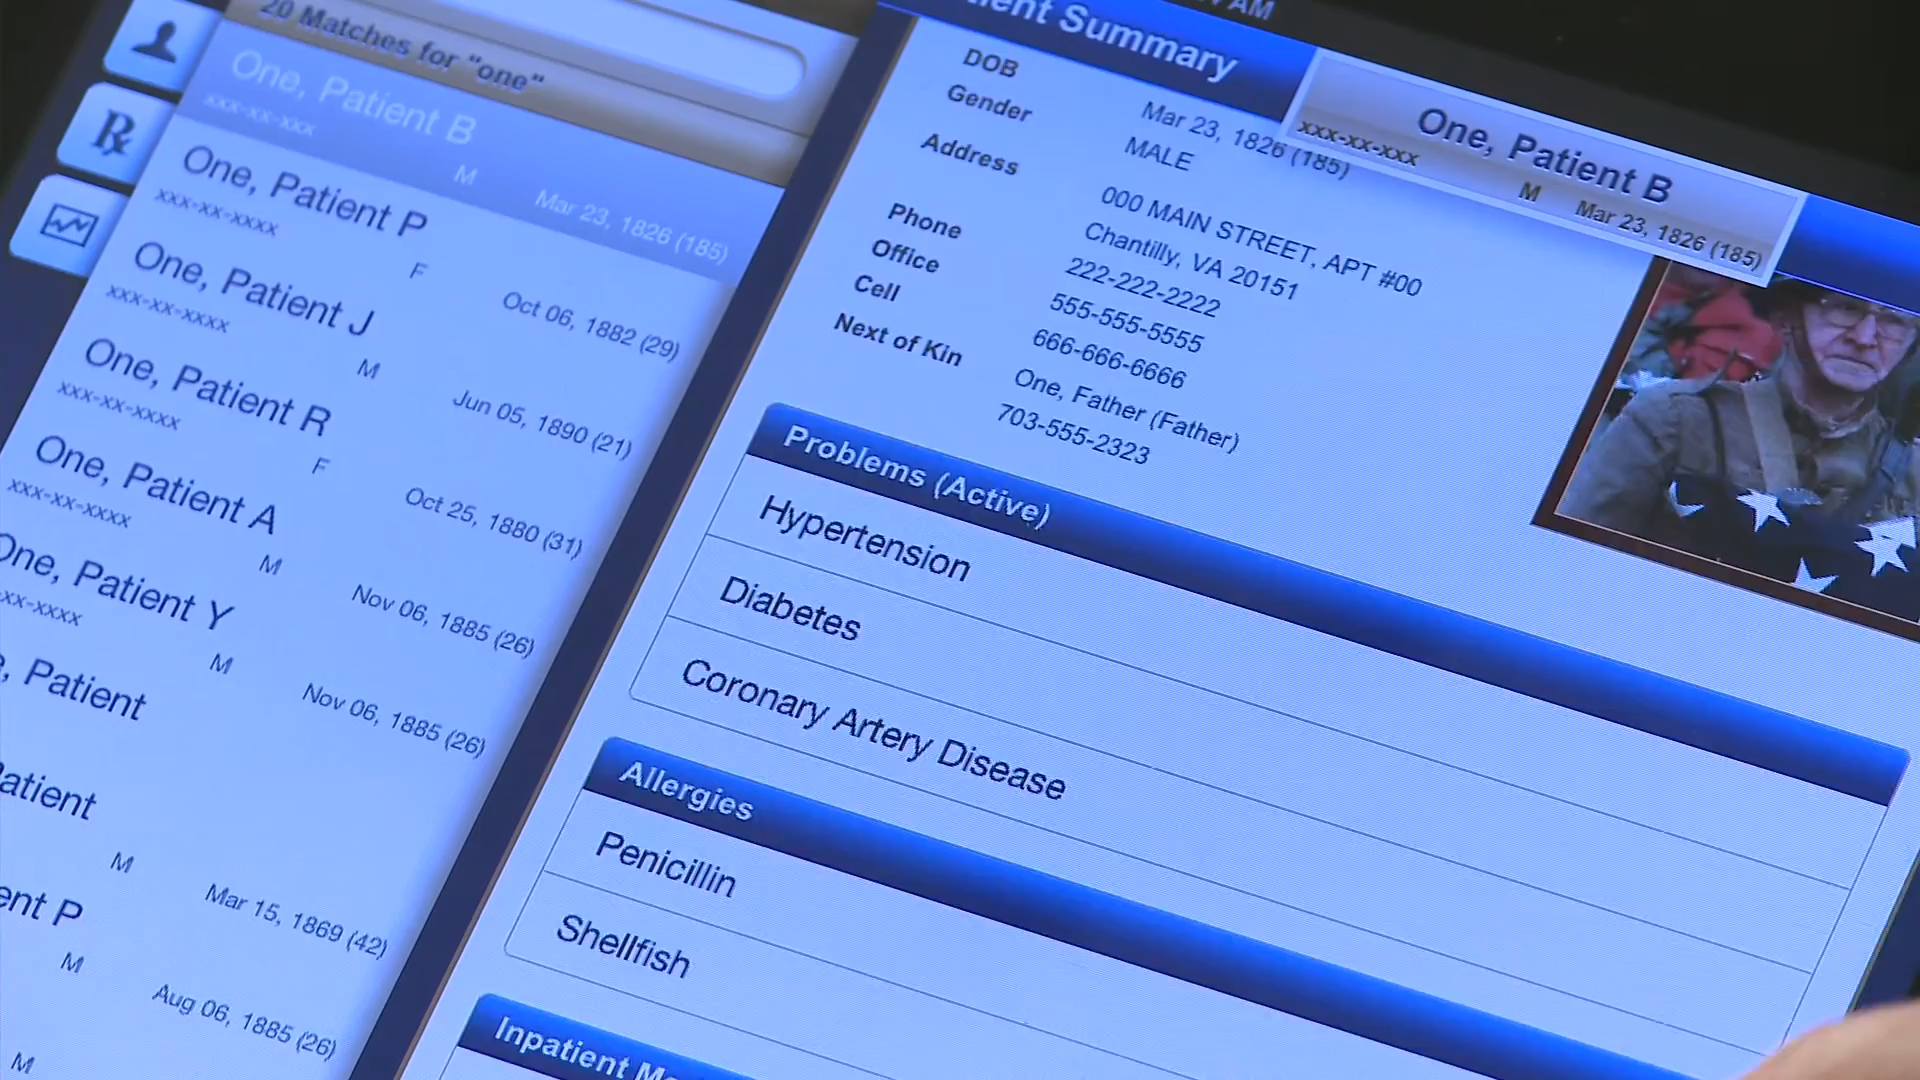 20 Matches for "one"
One, Patient B
xxx-xx-xxx
M
Mar 23, 1826 (185)
One, Patient P
xxx-xx-xxxx
F
Oct 06, 1882 (29)
One, Patient J
xxx-xx-xxxx
M
Jun 05, 1890 (21)
One, Patient R
xxx-xx-xxxx
F
Oct 25, 1880 (31)
One, Patient A
xxx-xx-xxxx
M
Nov 06, 1885 (26)
One, Patient Y
xx-xxxx
M
Nov 06, 1885 (26)
, Patient
atient
M
Mar 15, 1869 (42)
ent P
M
Aug 06, 1885 (26)
M
AM
ient Summary
One, Patient B
xxx-xx-xxx
M
Mar 23, 1826 (185)
DOB
Mar 23, 1826 (185)
Gender
MALE
Address
000 MAIN STREET, APT #00
Chantilly, VA 20151
Phone
222-222-2222
Office
555-555-5555
Cell
666-666-6666
Next of Kin
One, Father (Father)
703-555-2323
Problems (Active)
Hypertension
Diabetes
Coronary Artery Disease
Allergies
Penicillin
Shellfish
Inpatient M